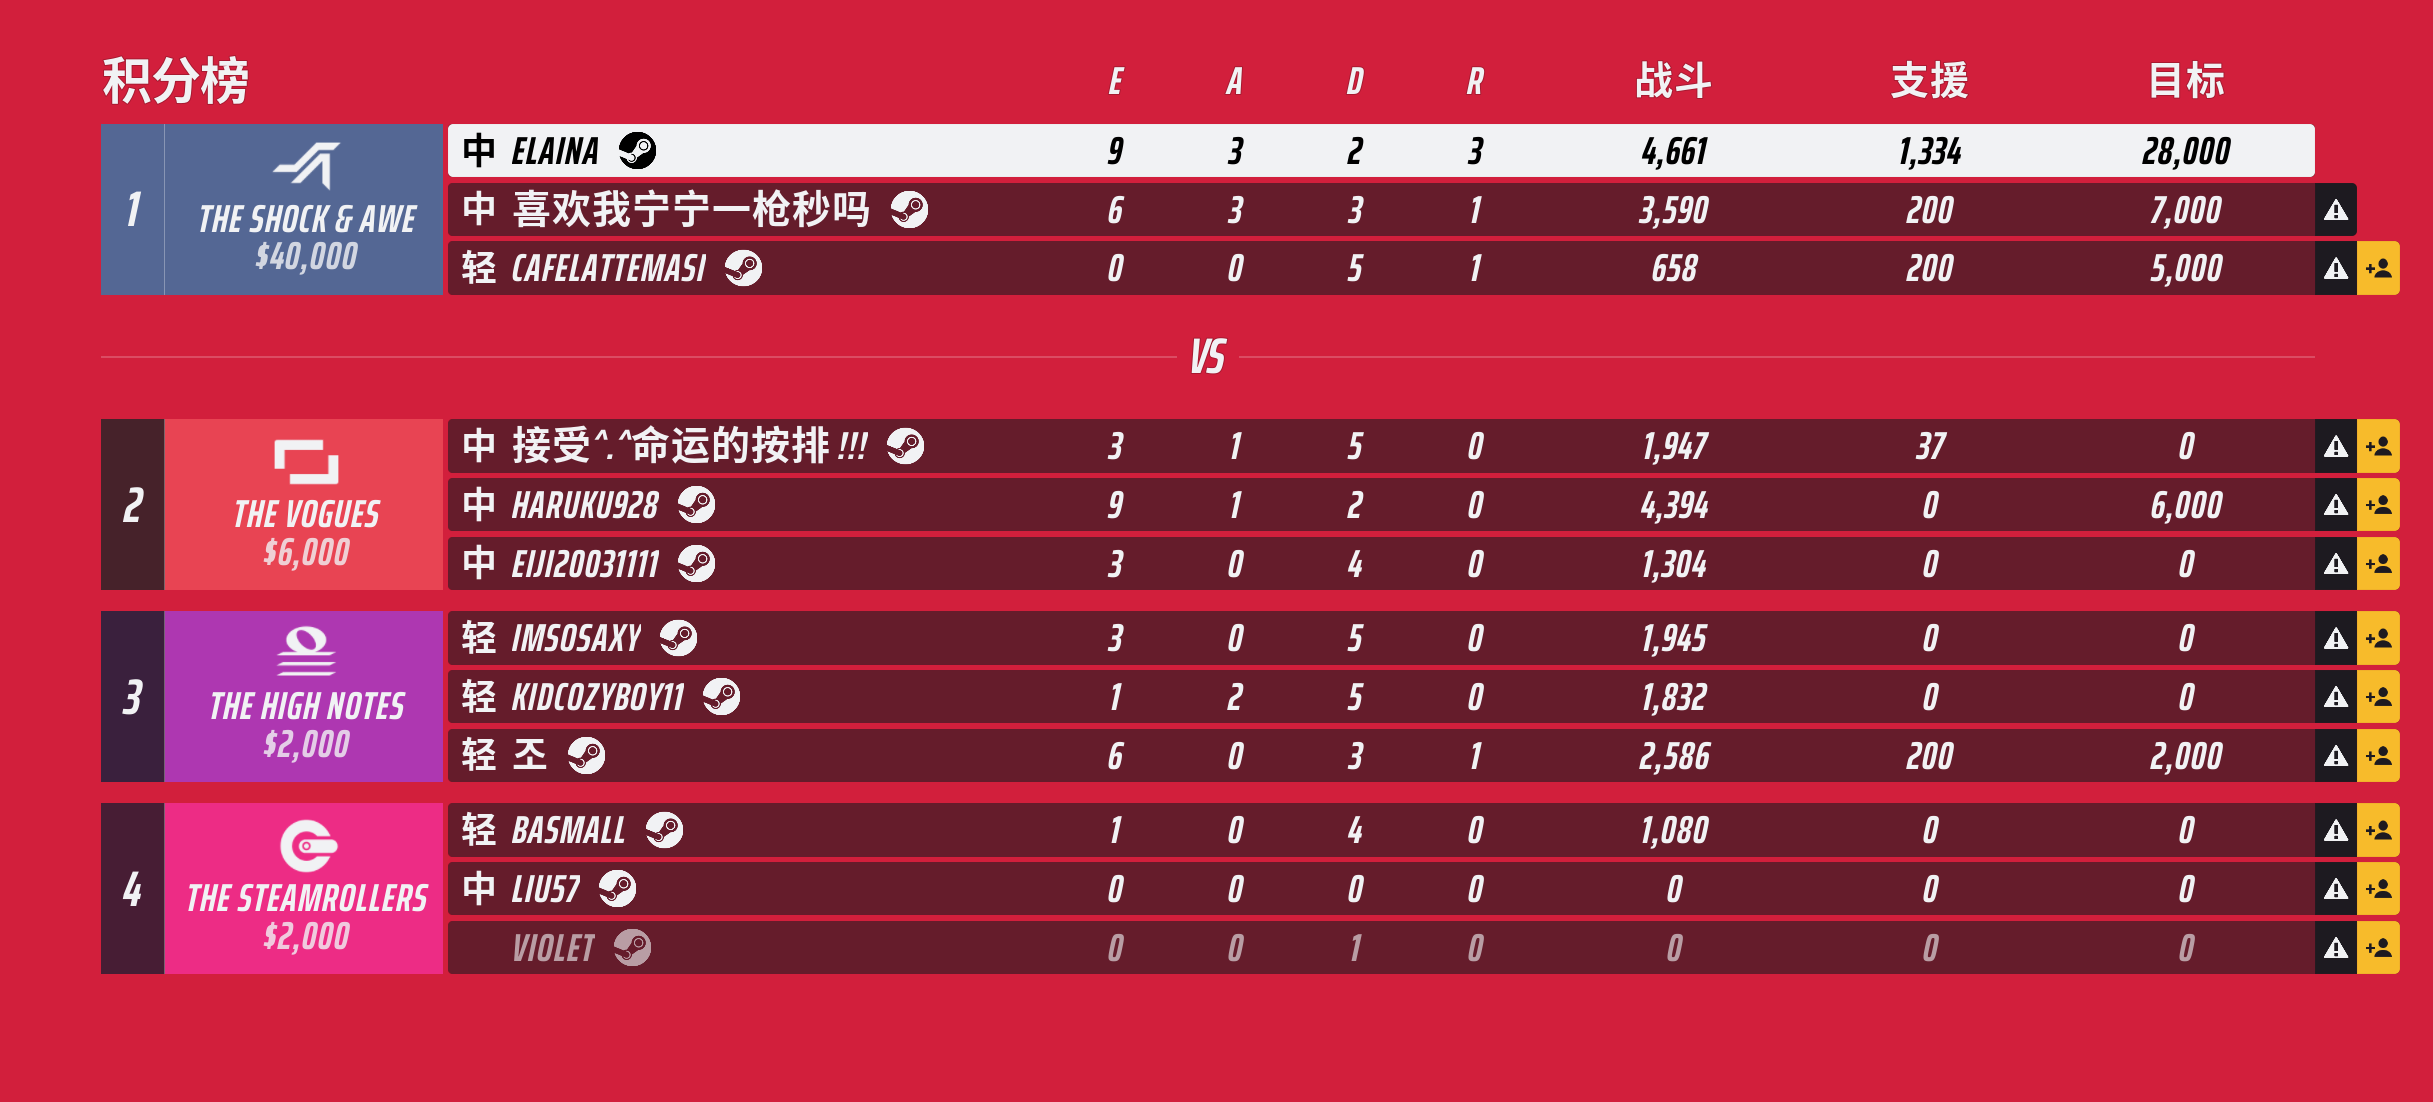 积分榜 E A D R 战斗 支援 目标
1 THE SHOCK & AWE $40,000
中 ELAINA 9 3 2 3 4,661 1,334 28,000
中 喜欢我宁宁一枪秒吗 6 3 3 1 3,590 200 7,000
轻 CAFELATTEMASI 0 0 5 1 658 200 5,000
VS
2 THE VOGUES $6,000
中 接受^.^命运的按排!!! 3 1 5 0 1,947 37 0
中 HARUKU928 9 1 2 0 4,394 0 6,000
中 EIJI20031111 3 0 4 0 1,304 0 0
3 THE HIGH NOTES $2,000
轻 IMSOSAXY 3 0 5 0 1,945 0 0
轻 KIDCOZYBOY11 1 2 5 0 1,832 0 0
轻 조 6 0 3 1 2,586 200 2,000
4 THE STEAMROLLERS $2,000
轻 BASMALL 1 0 4 0 1,080 0 0
中 LIU57 0 0 0 0 0 0 0
VIOLET 0 0 1 0 0 0 0